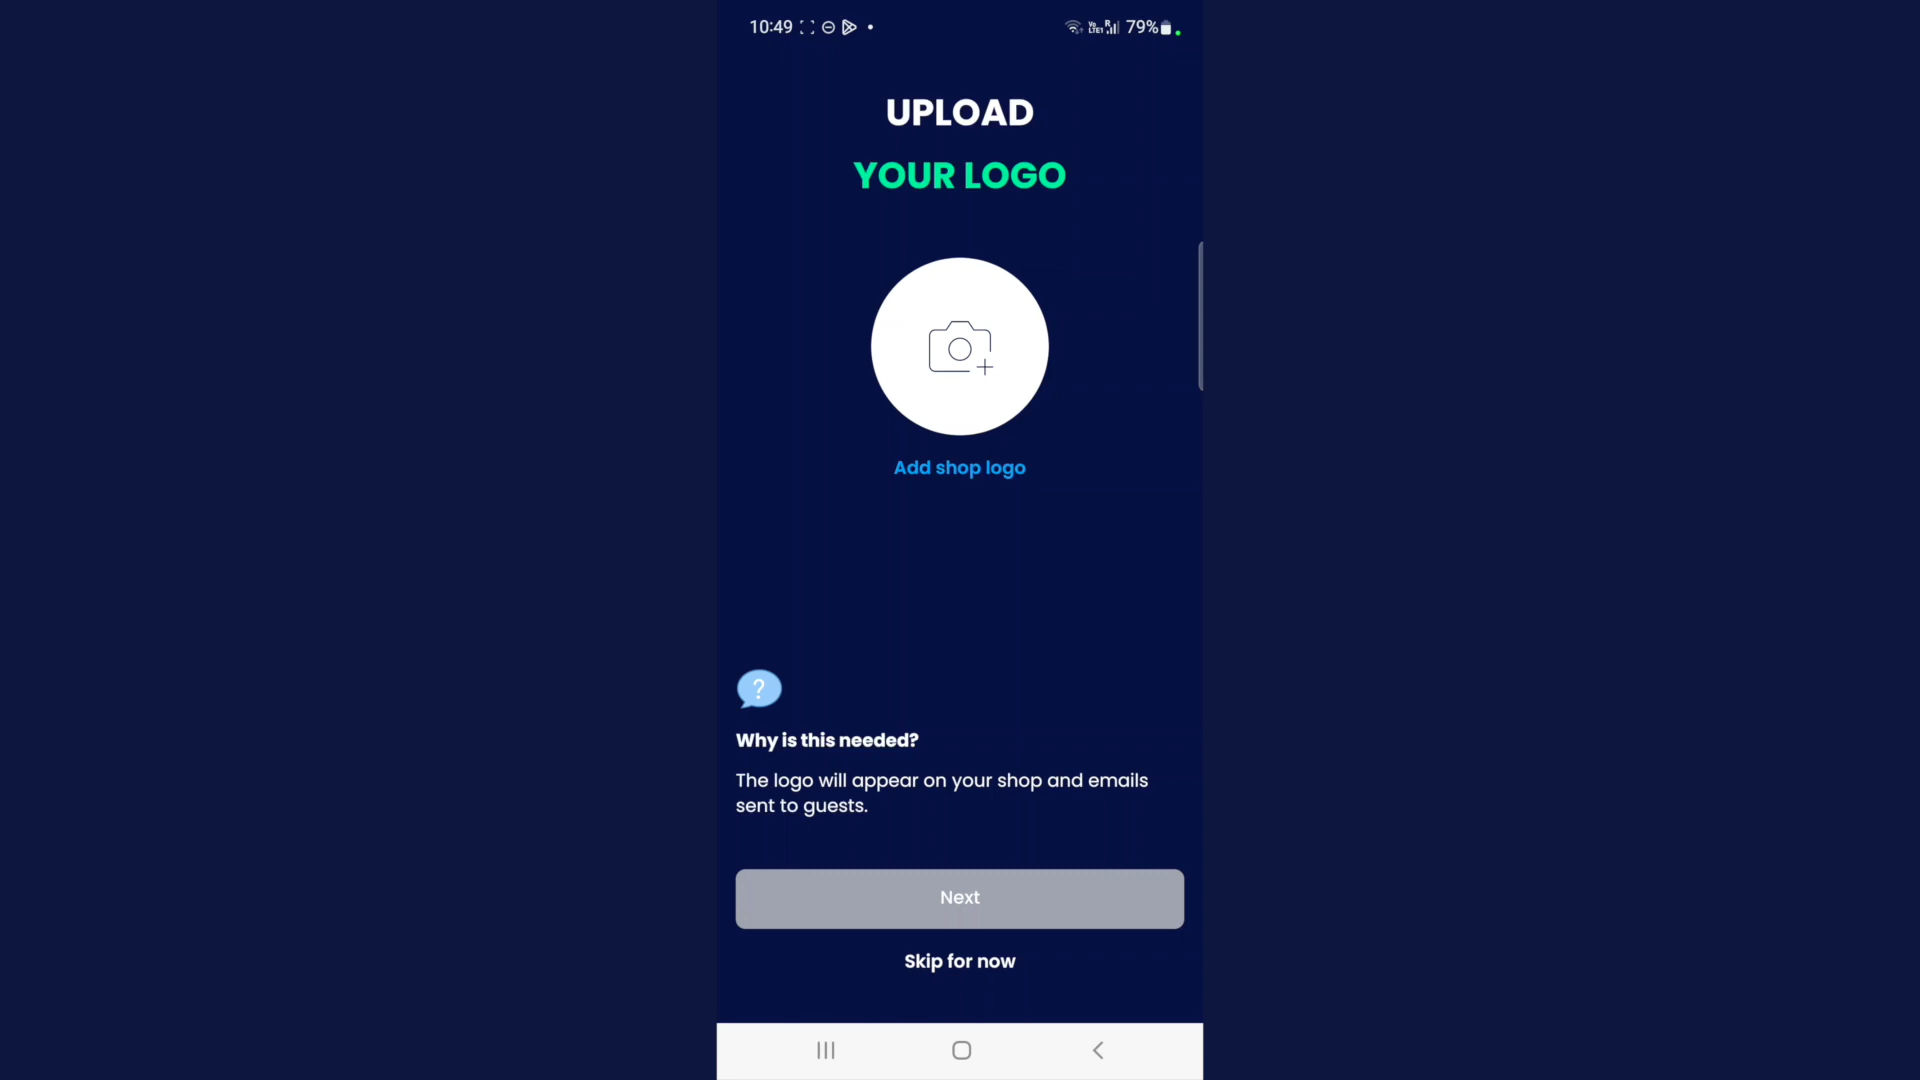 10:49
79%
UPLOAD
YOUR LOGO
Add shop logo
?
Why is this needed?
The logo will appear on your shop and emails
sent to guests.
Next
Skip for now